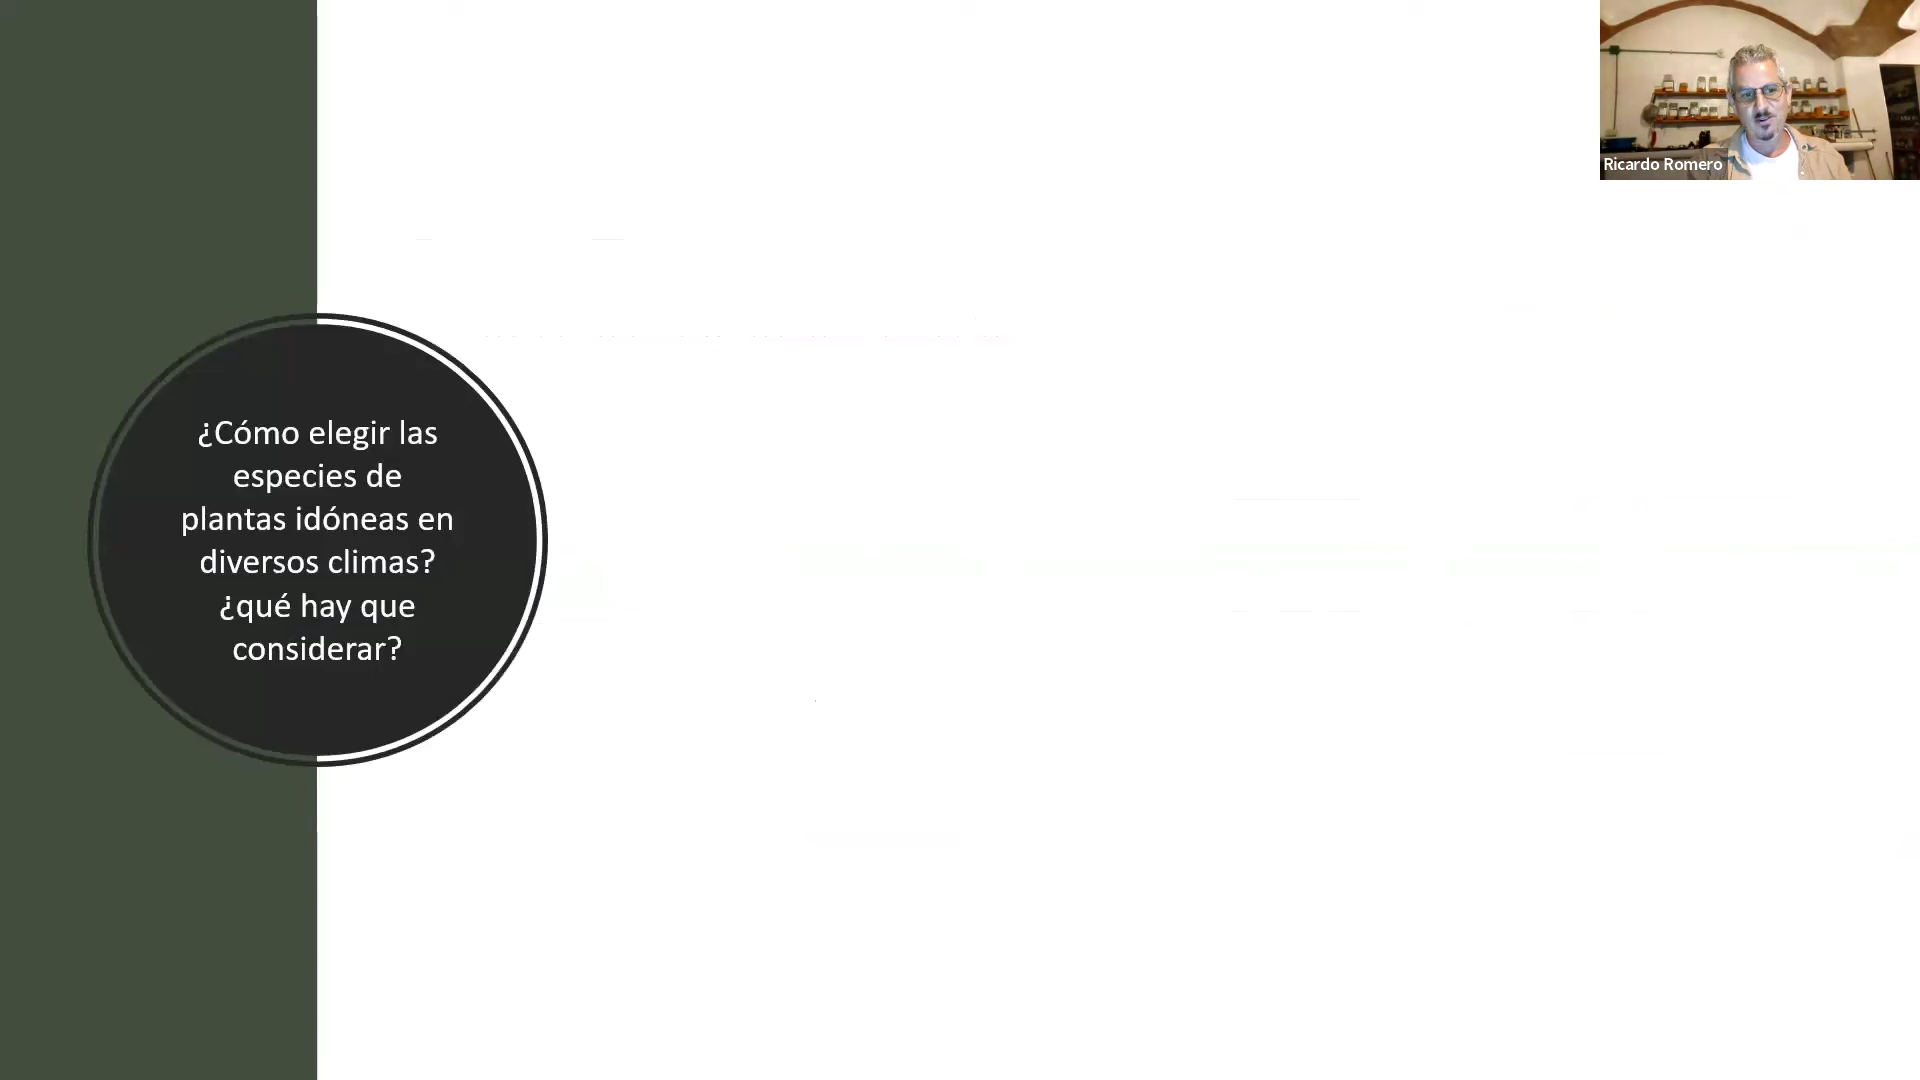 ¿Cómo elegir las
especies de
plantas idóneas en
diversos climas?
¿qué hay que
considerar?
Ricardo Romero